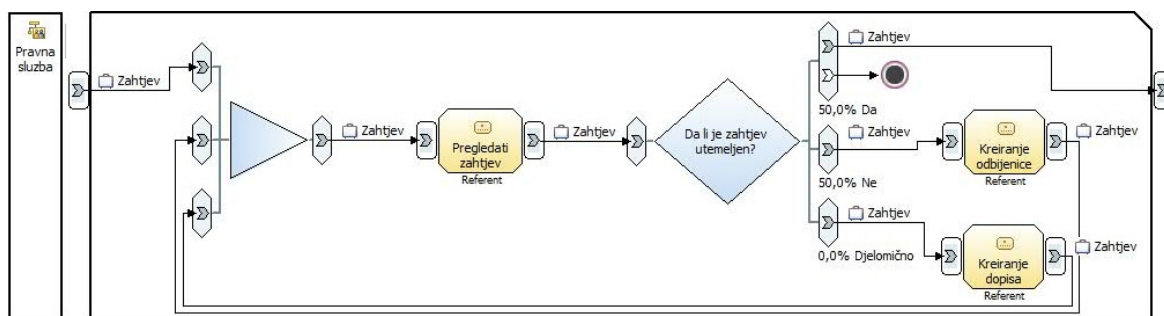 Pravna
sluzba
Zahtjev
Zahtjev
Pregledati
zahtjev
Referent
Zahtjev
Da li je zahtjev
utemeljen?
Zahtjev
50,0% Da
Zahtjev
50,0% Ne
Kreiranje
odbijenice
Referent
Zahtjev
Zahtjev
0,0% Djelomično
Kreiranje
dopisa
Referent
Zahtjev